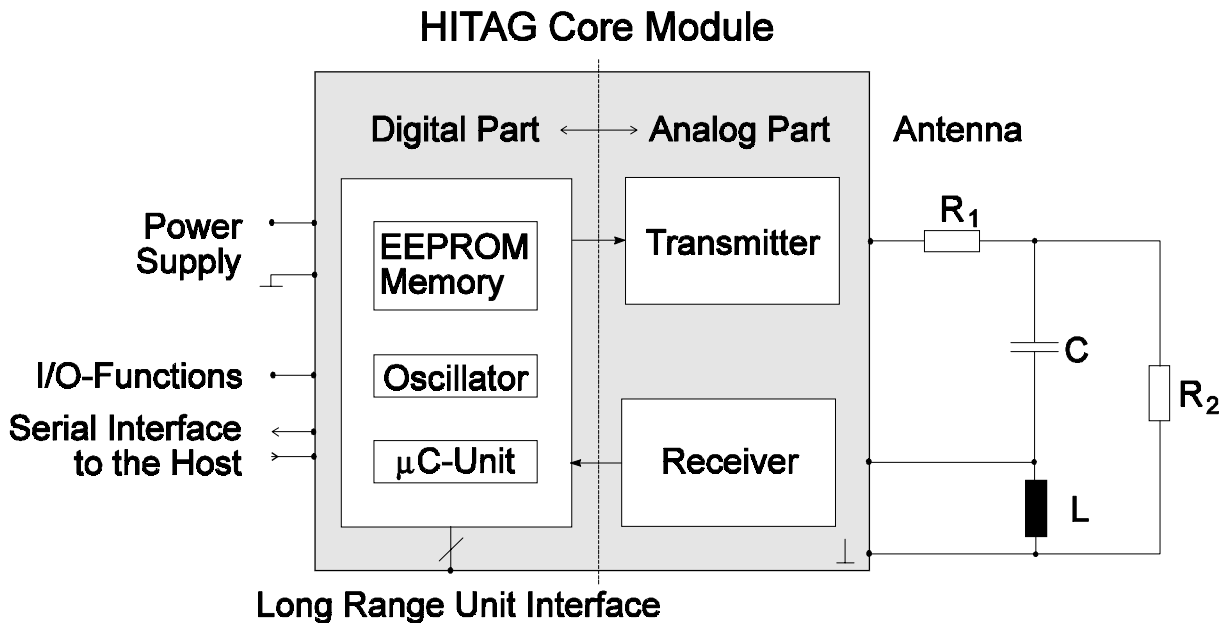 HITAG Core Module
Digital Part
Analog Part
Antenna
Power
Supply
EEPROM
Memory
Transmitter
R1
I/O-Functions
Oscillator
C
R2
Serial Interface
to the Host
μC-Unit
Receiver
L
Long Range Unit Interface